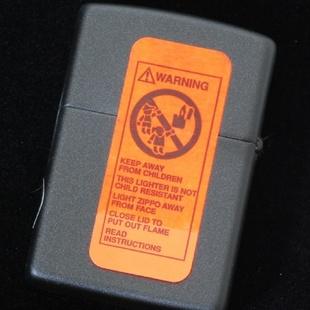 WARNING
KEEP AWAY
FROM CHILDREN
THIS LIGHTER IS NOT
CHILD RESISTANT
LIGHT ZIPPO AWAY
FROM FACE
CLOSE LID TO
PUT OUT FLAME
READ
INSTRUCTIONS